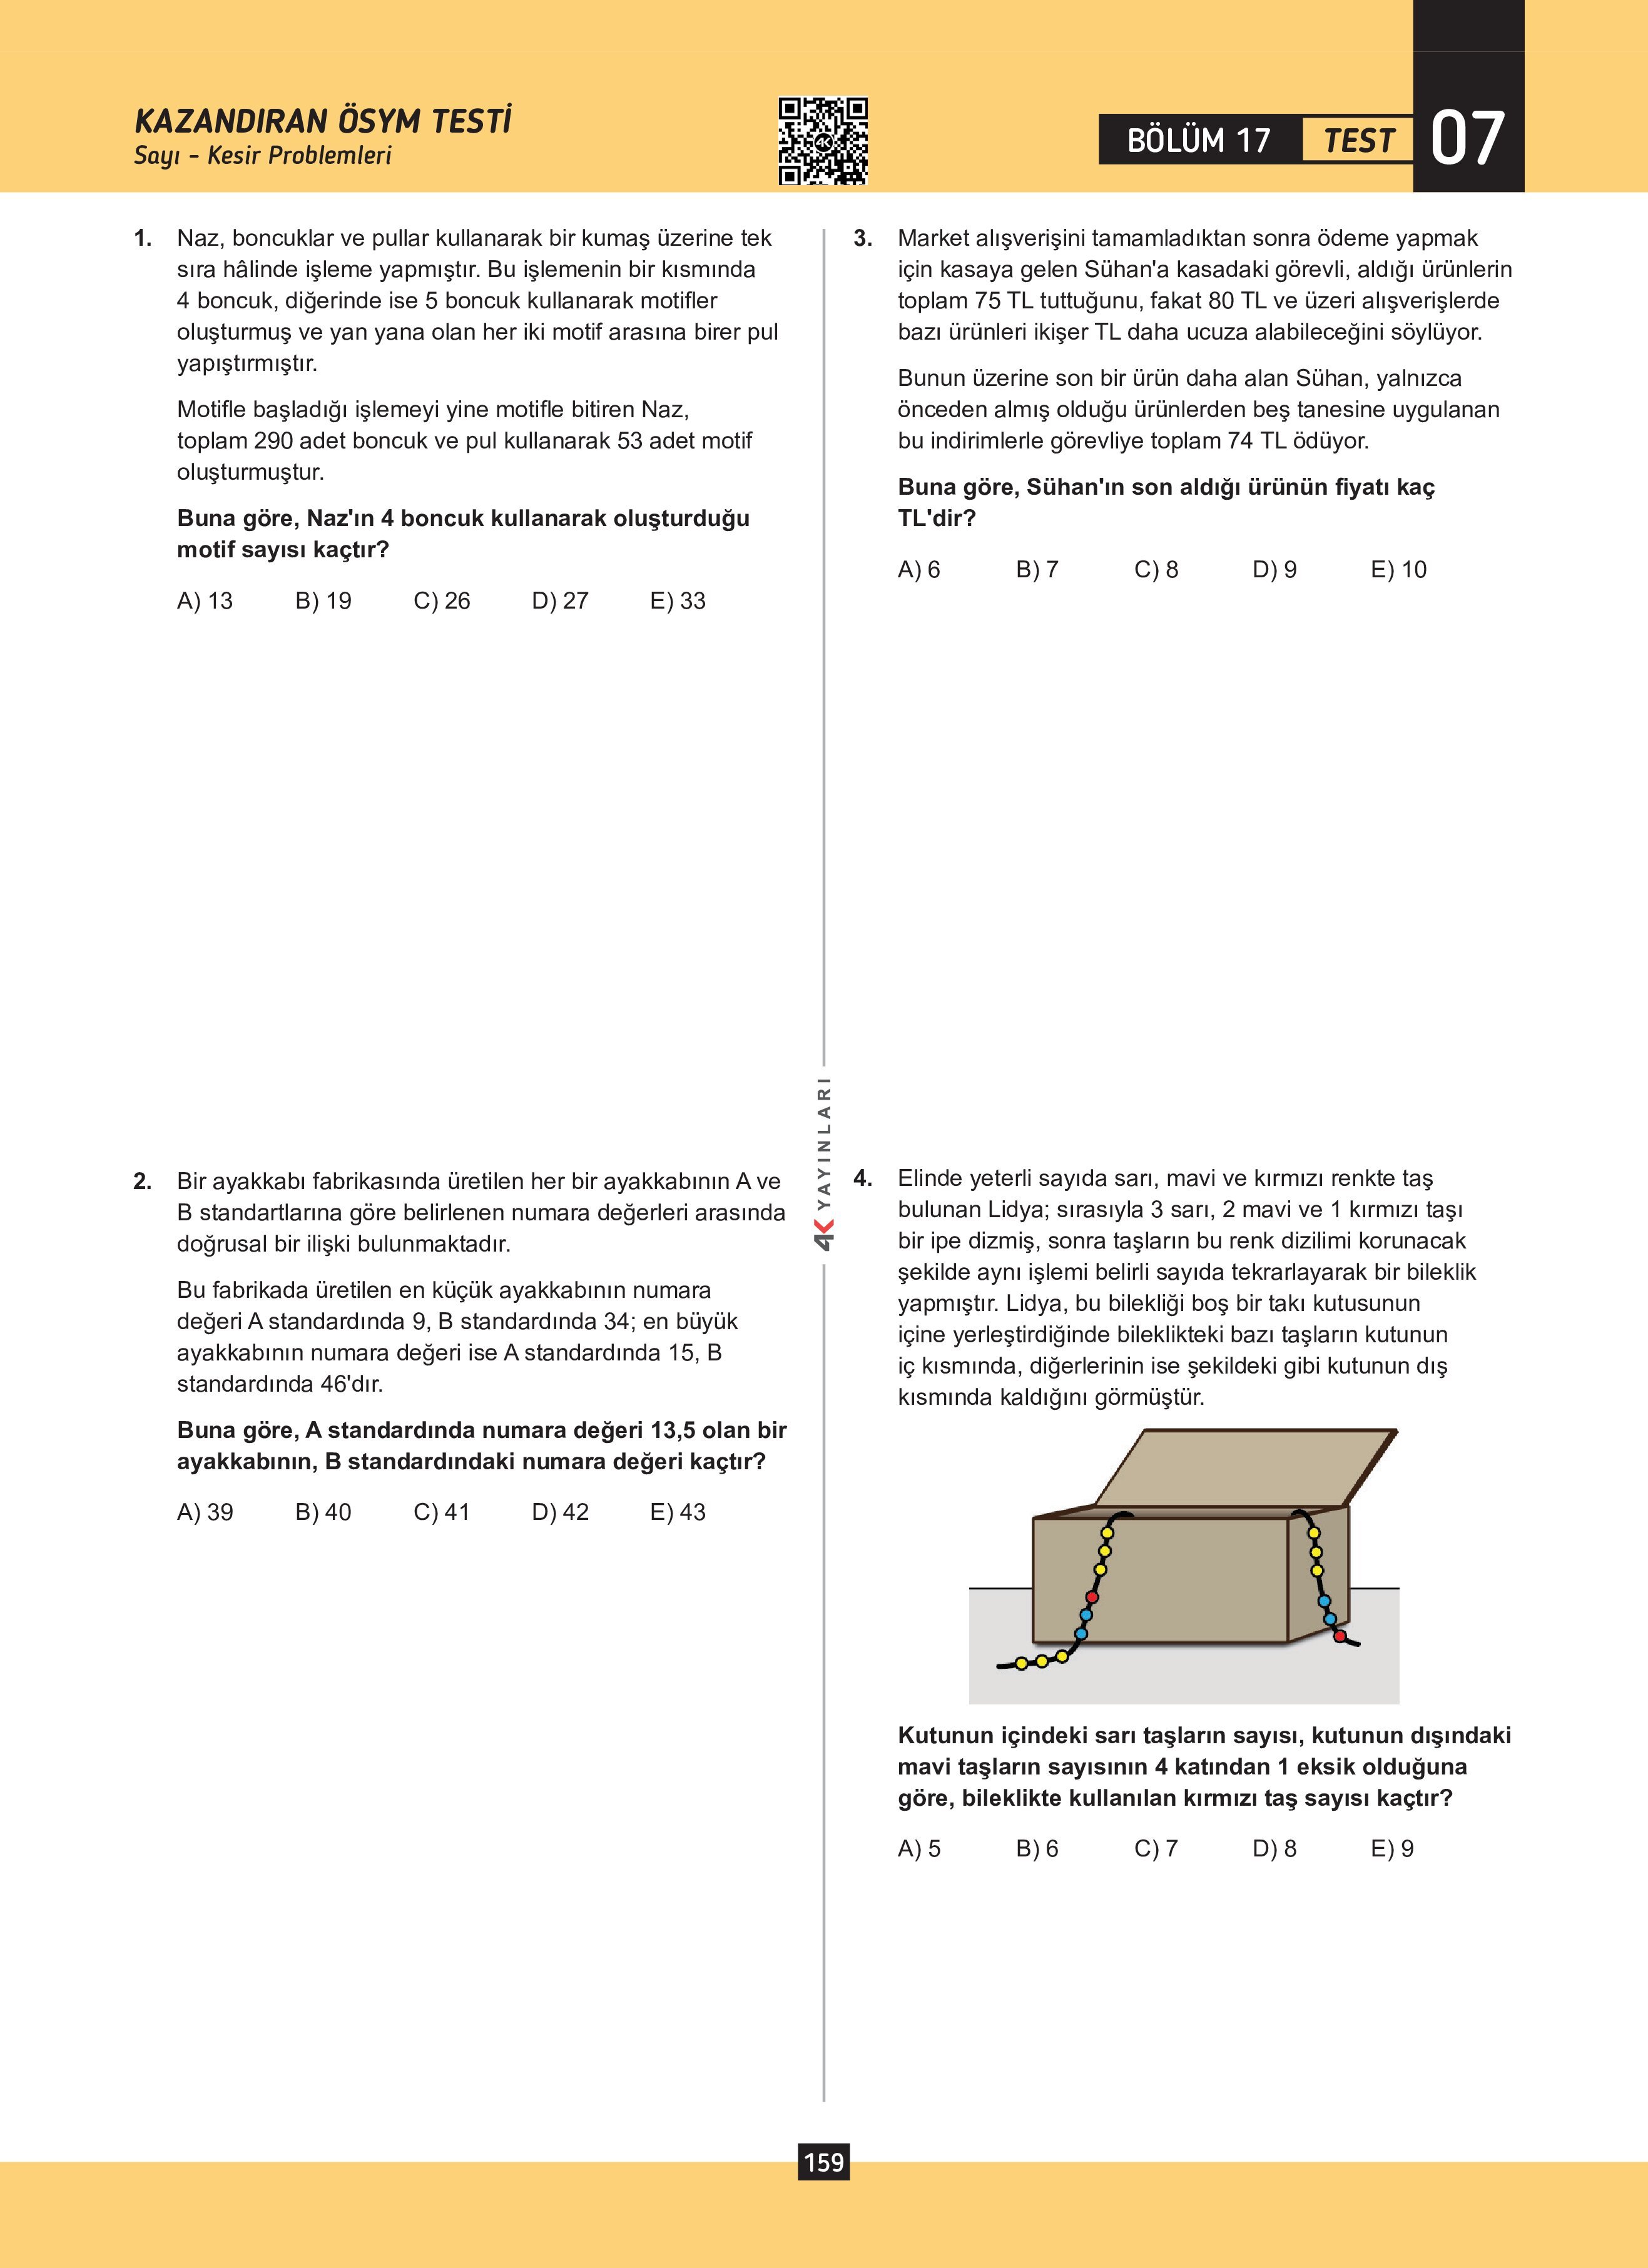 KAZANDIRAN ÖSYM TESTİ
Sayı - Kesir Problemleri
4K
BÖLÜM 17
TEST
07
1. Naz, boncuklar ve pullar kullanarak bir kumaş üzerine tek
sıra hâlinde işleme yapmıştır. Bu işlemenin bir kısmında
4 boncuk, diğerinde ise 5 boncuk kullanarak motifler
oluşturmuş ve yan yana olan her iki motif arasına birer pul
yapıştırmıştır.
Motifle başladığı işlemeyi yine motifle bitiren Naz,
toplam 290 adet boncuk ve pul kullanarak 53 adet motif
oluşturmuştur.
Buna göre, Naz'ın 4 boncuk kullanarak oluşturduğu
motif sayısı kaçtır?
A) 13 B) 19 C) 26 D) 27 E) 33
2. Bir ayakkabı fabrikasında üretilen her bir ayakkabının A ve
B standartlarına göre belirlenen numara değerleri arasında
doğrusal bir ilişki bulunmaktadır.
Bu fabrikada üretilen en küçük ayakkabının numara
değeri A standardında 9, B standardında 34; en büyük
ayakkabının numara değeri ise A standardında 15, B
standardında 46'dır.
Buna göre, A standardında numara değeri 13,5 olan bir
ayakkabının, B standardındaki numara değeri kaçtır?
A) 39 B) 40 C) 41 D) 42 E) 43
4K YAYINLARI
3. Market alışverişini tamamladıktan sonra ödeme yapmak
için kasaya gelen Sühan'a kasadaki görevli, aldığı ürünlerin
toplam 75 TL tuttuğunu, fakat 80 TL ve üzeri alışverişlerde
bazı ürünleri ikişer TL daha ucuza alabileceğini söylüyor.
Bunun üzerine son bir ürün daha alan Sühan, yalnızca
önceden almış olduğu ürünlerden beş tanesine uygulanan
bu indirimlerle görevliye toplam 74 TL ödüyor.
Buna göre, Sühan'ın son aldığı ürünün fiyatı kaç
TL'dir?
A) 6 B) 7 C) 8 D) 9 E) 10
4. Elinde yeterli sayıda sarı, mavi ve kırmızı renkte taş
bulunan Lidya; sırasıyla 3 sarı, 2 mavi ve 1 kırmızı taşı
bir ipe dizmiş, sonra taşların bu renk dizilimi korunacak
şekilde aynı işlemi belirli sayıda tekrarlayarak bir bileklik
yapmıştır. Lidya, bu bilekliği boş bir takı kutusunun
içine yerleştirdiğinde bileklikteki bazı taşların kutunun
iç kısmında, diğerlerinin ise şekildeki gibi kutunun dış
kısmında kaldığını görmüştür.
Kutunun içindeki sarı taşların sayısı, kutunun dışındaki
mavi taşların sayısının 4 katından 1 eksik olduğuna
göre, bileklikte kullanılan kırmızı taş sayısı kaçtır?
A) 5 B) 6 C) 7 D) 8 E) 9
159